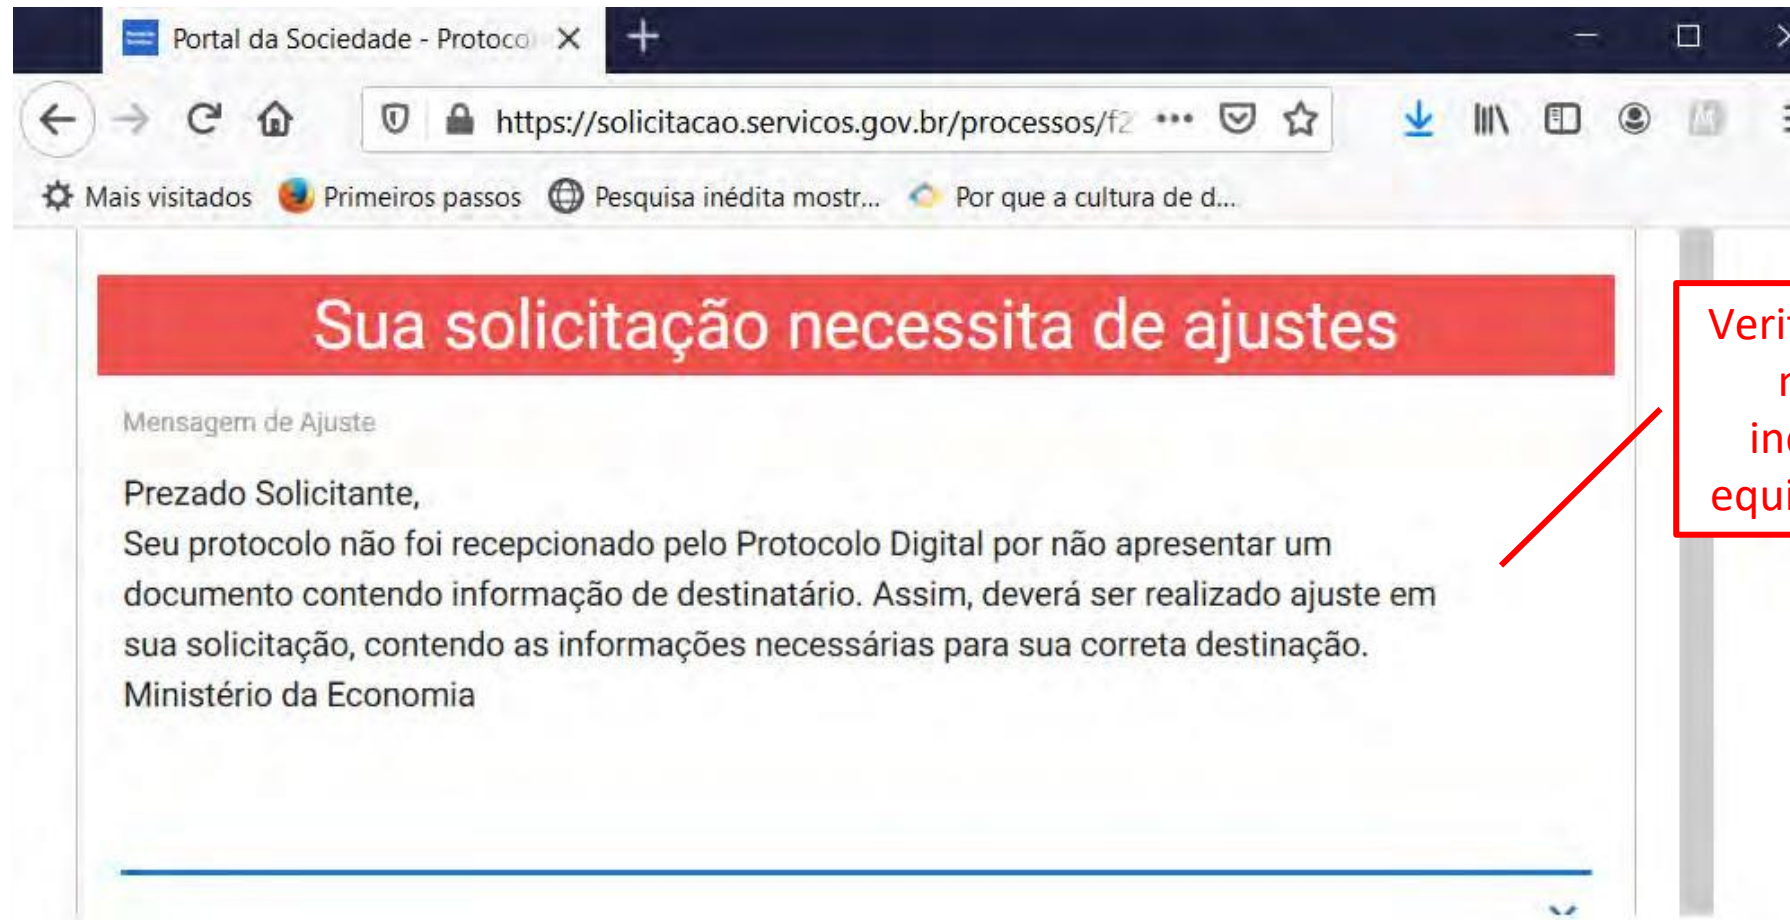 Portal da Sociedade - Protoco
https://solicitacao.servicos.gov.br/processos/f2
Mais visitados Primeiros passos Pesquisa inédita mostr... Por que a cultura de d...
Sua solicitação necessita de ajustes
Mensagem de Ajuste
Prezado Solicitante,
Seu protocolo não foi recepcionado pelo Protocolo Digital por não apresentar um
documento contendo informação de destinatário. Assim, deverá ser realizado ajuste em
sua solicitação, contendo as informações necessárias para sua correta destinação.
Ministério da Economia